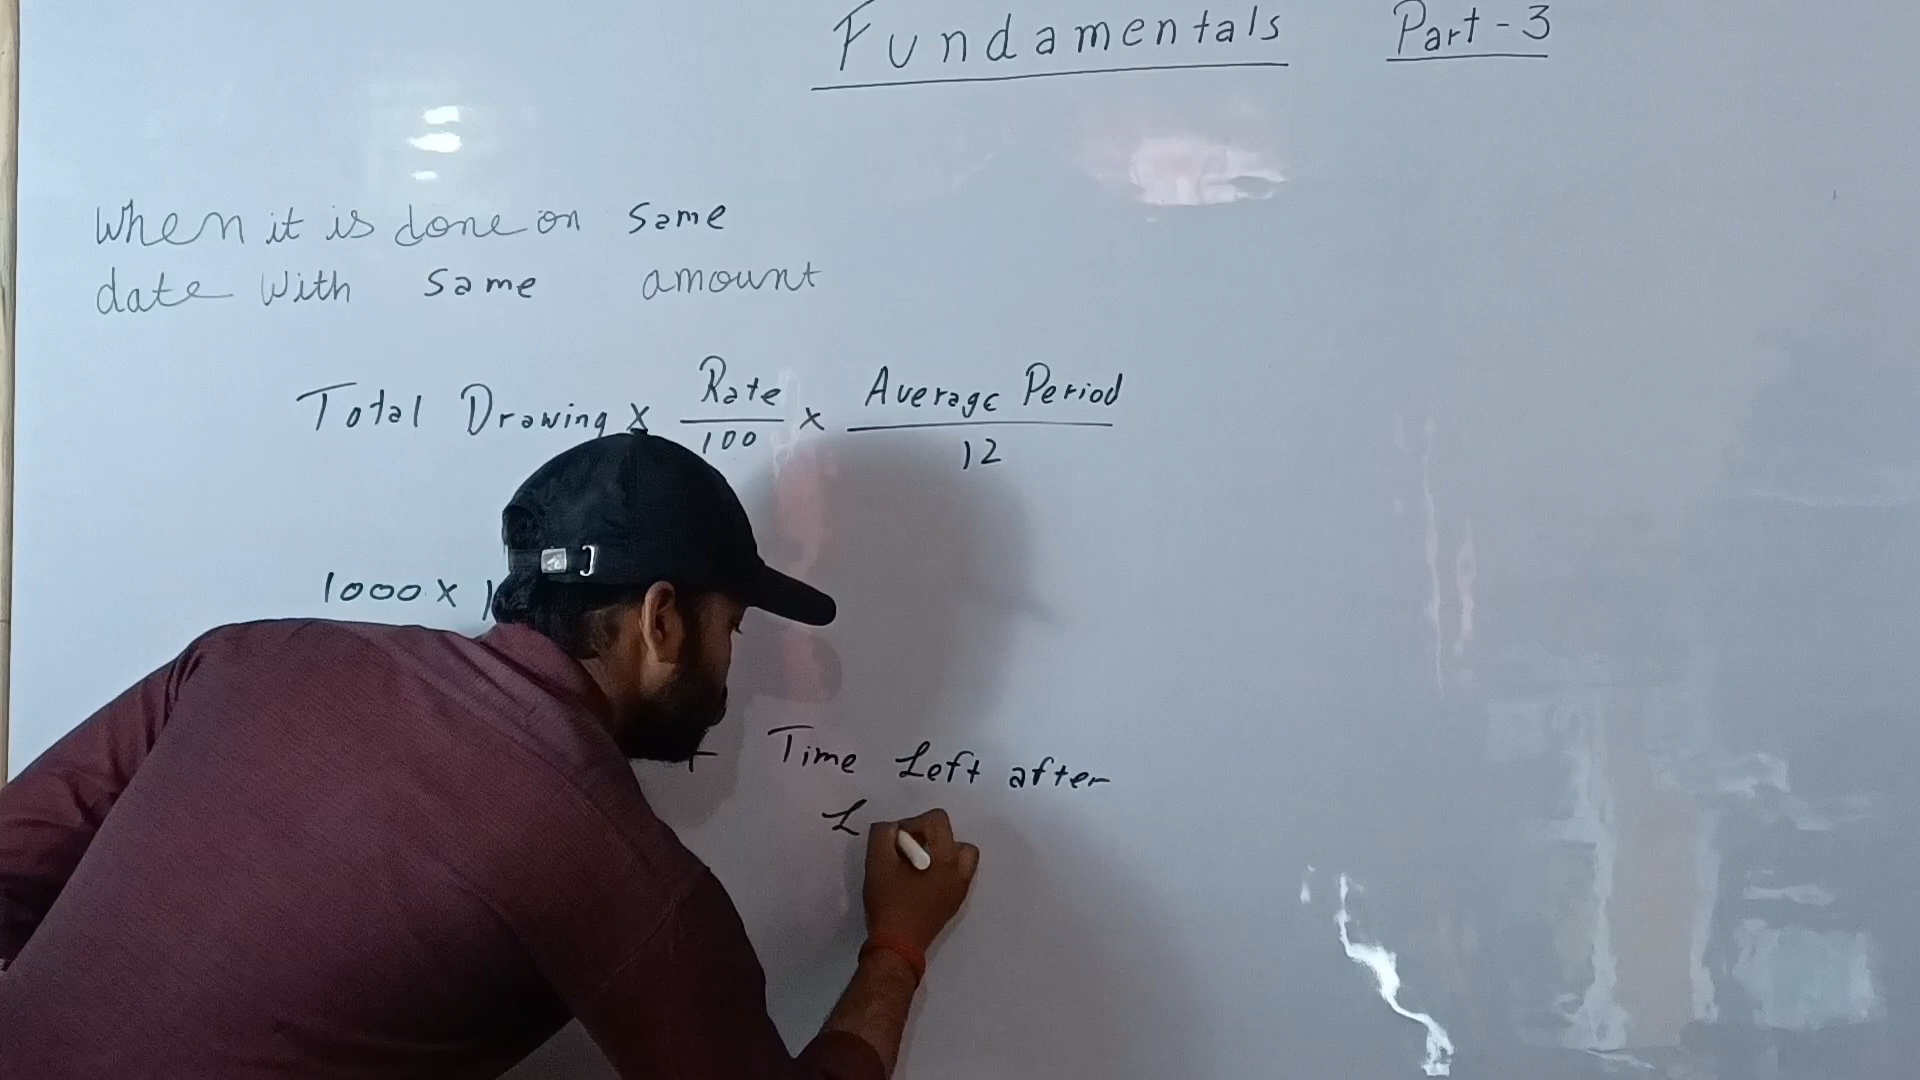 Fundamentals Part-3
When it is done on same
date with same amount
Total Drawing x Rate/100 x Average Period/12
1000 x
+ Time Left after
L